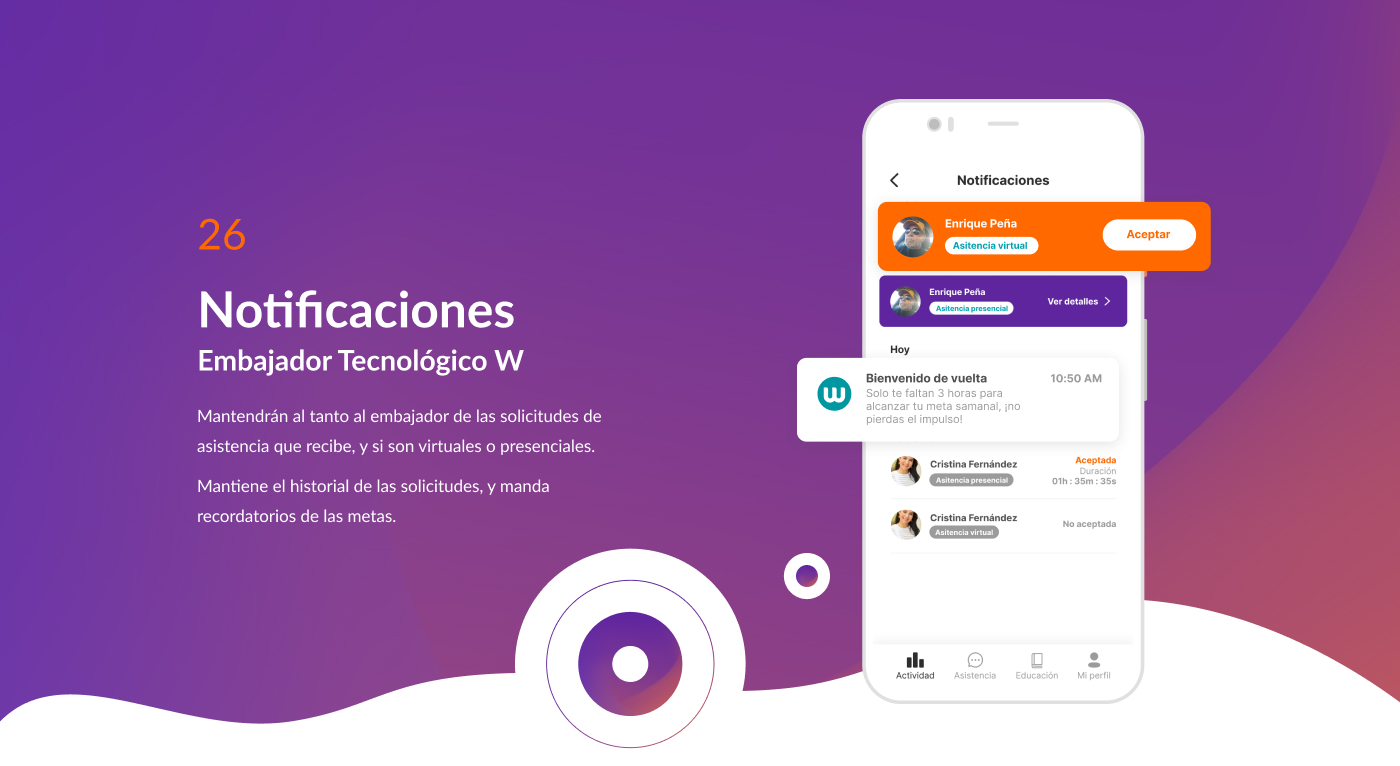 26
Notificaciones
Embajador Tecnológico W
Mantendrán al tanto al embajador de las solicitudes de
asistencia que recibe, y si son virtuales o presenciales.
Mantiene el historial de las solicitudes, y manda
recordatorios de las metas.
Notificaciones
Enrique Peña
Asitencia virtual
Aceptar
Enrique Peña
Asitencia presencial
Ver detalles
Hoy
w
Bienvenido de vuelta
10:50 AM
Solo te faltan 3 horas para
alcanzar tu meta samanal, ¡no
pierdas el impulso!
Cristina Fernández
Asitencia presencial
Aceptada
Duración
01h : 35m : 35s
Cristina Fernández
Asitencia virtual
No aceptada
Actividad
Asistencia
Educación
Mi perfil